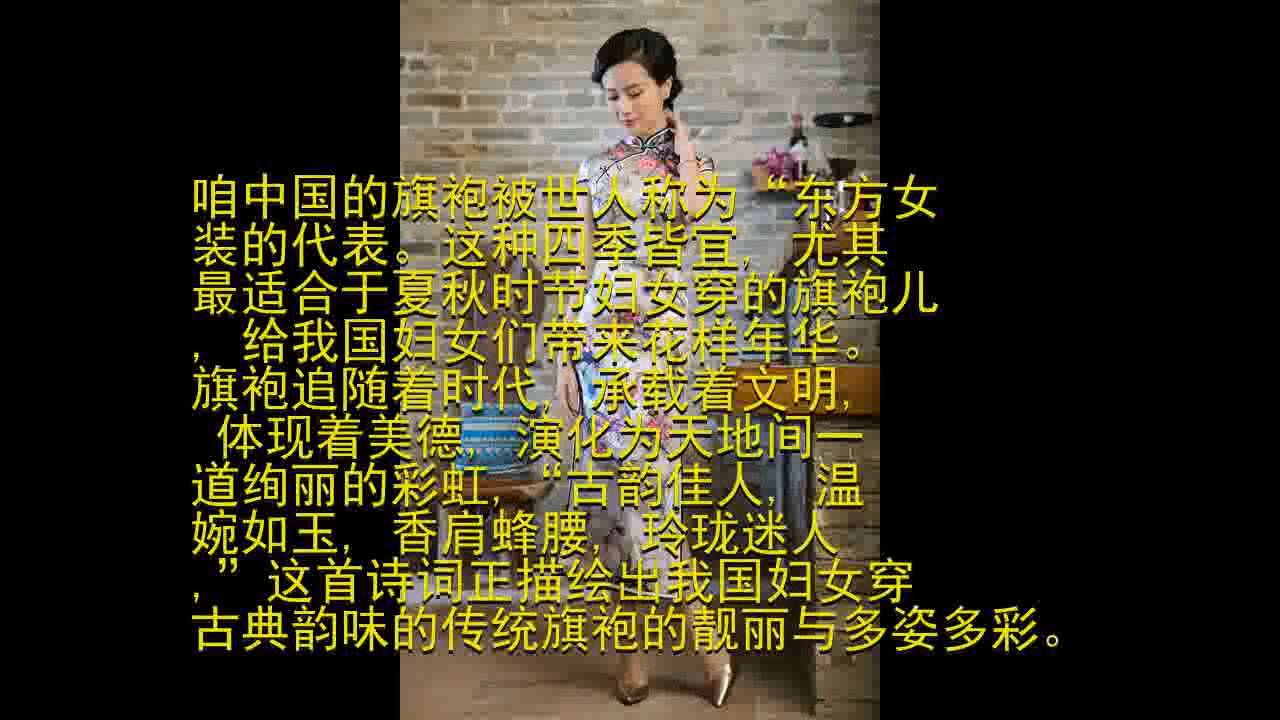 咱中国的旗袍被世人称为“东方女
装的代表。这种四季皆宜, 尤其
最适合于夏秋时节妇女穿的旗袍儿
, 给我国妇女们带来花样年华。
旗袍追随着时代, 承载着文明,
体现着美德, 演化为天地间一
道绚丽的彩虹,“古韵佳人, 温
婉如玉, 香肩蜂腰, 玲珑迷人
,”这首诗词正描绘出我国妇女穿
古典韵味的传统旗袍的靓丽与多姿多彩。